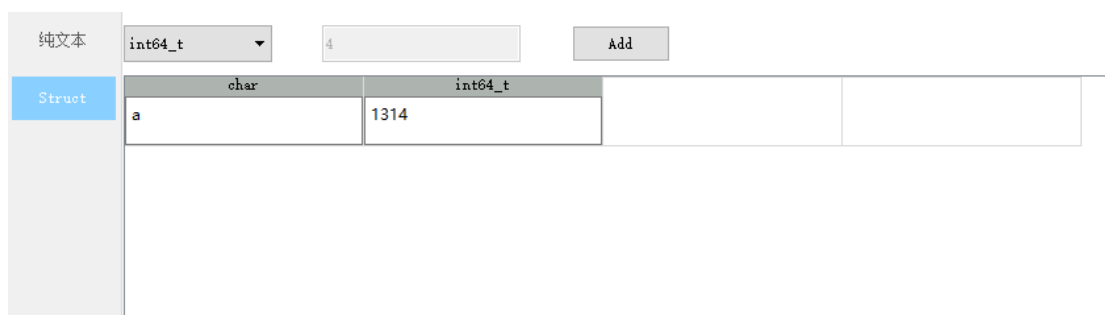 纯文本 int64_t 4 Add
Struct
char int64_t
a 1314